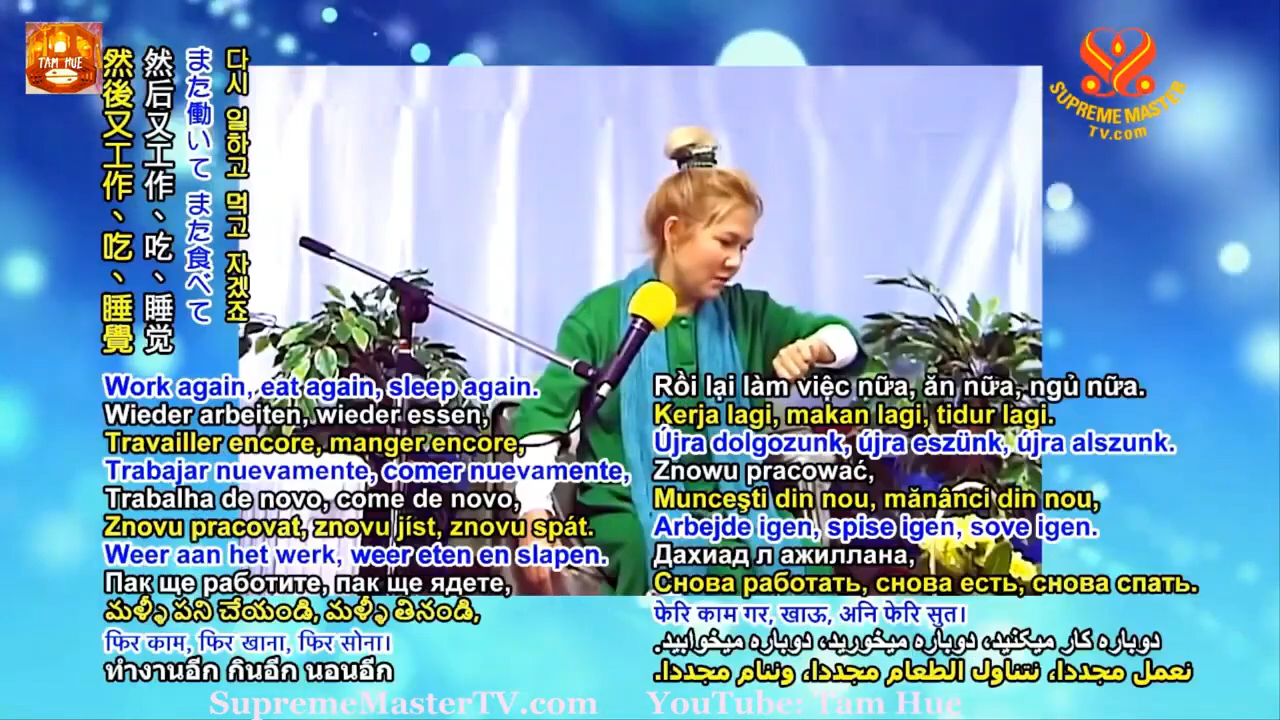 TAM HUE
다시 일하고 먹고 자겠죠
また働いて また食べて
然后又工作、吃、睡觉
然後又工作、吃、睡覺
SUPREME MASTER
TV.com
Work again, eat again, sleep again.
Wieder arbeiten, wieder essen,
Travailler encore, manger encore,
Trabajar nuevamente, comer nuevamente,
Trabalha de novo, come de novo,
Znovu pracovat, znovu jíst, znovu spát.
Weer aan het werk, weer eten en slapen.
Пак ще работите, пак ще ядете,
మళ్ళీ పని చేయండి, మళ్ళీ తినండి,
फिर काम, फिर खाना, फिर सोना।
ทำงานอีก กินอีก นอนอีก
Rồi lại làm việc nữa, ăn nữa, ngủ nữa.
Kerja lagi, makan lagi, tidur lagi.
Újra dolgozunk, újra eszünk, újra alszunk.
Znowu pracować,
Munceşti din nou, mănânci din nou,
Arbejde igen, spise igen, sove igen.
Дахиад л ажиллана,
Снова работать, снова есть, снова спать.
फेरि काम गर, खाऊ, अनि फेरि सुत।
دوباره کار میکنید، دوباره میخورید، دوباره میخوابید.
نعمل مجددا، نتناول الطعام مجددا، وننام مجددا.
SupremeMasterTV.com YouTube: Tam Hue